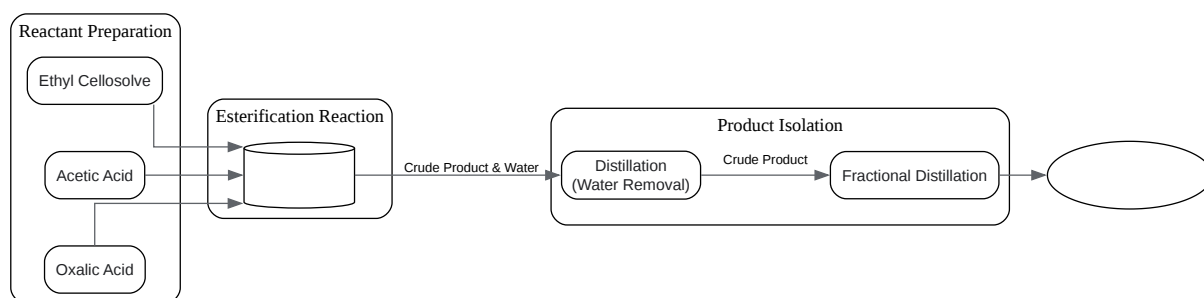 Reactant Preparation
Ethyl Cellosolve
Acetic Acid
Oxalic Acid
Esterification Reaction
Crude Product & Water
Product Isolation
Distillation
(Water Removal)
Crude Product
Fractional Distillation